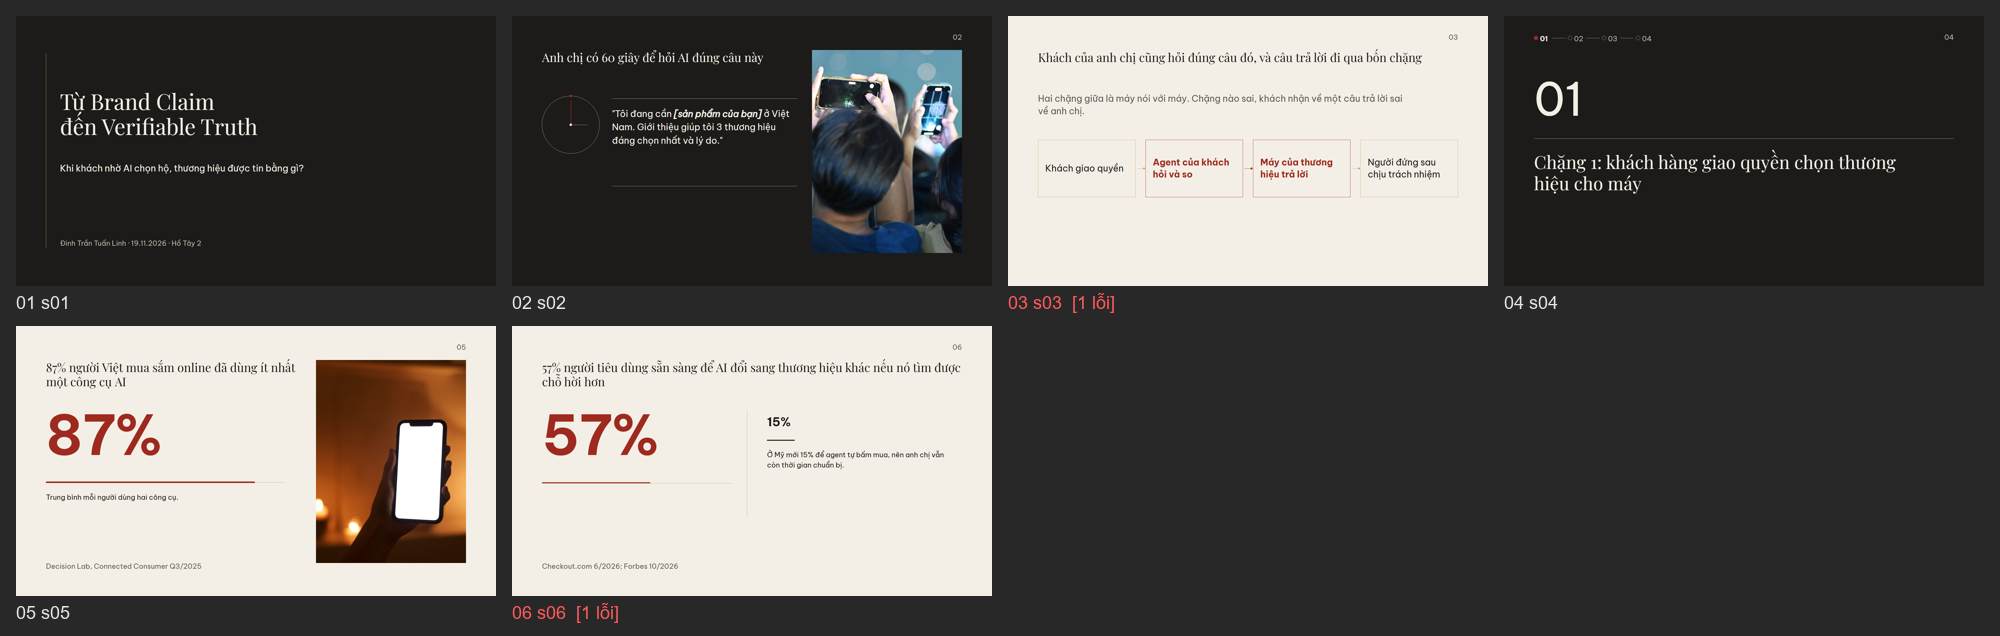 Từ Brand Claim
đến Verifiable Truth
Khi khách nhờ AI chọn hộ, thương hiệu được tin bằng gì?
Đinh Trần Tuấn Linh · 19.11.2026 · Hồ Tây 2
01 s01
02
Anh chị có 60 giây để hỏi AI đúng câu này
"Tôi đang cần [sản phẩm của bạn] ở Việt
Nam. Giới thiệu giúp tôi 3 thương hiệu
đáng chọn nhất và lý do."
02 s02
03
Khách của anh chị cũng hỏi đúng câu đó, và câu trả lời đi qua bốn chặng
Hai chặng giữa là máy nói với máy. Chặng nào sai, khách nhận về một câu trả lời sai
về anh chị.
Khách giao quyền
Agent của khách
hỏi và so
Máy của thương
hiệu trả lời
Người đứng sau
chịu trách nhiệm
03 s03 [1 lỗi]
01 02 03 04
04
01
Chặng 1: khách hàng giao quyền chọn thương
hiệu cho máy
04 s04
05
87% người Việt mua sắm online đã dùng ít nhất
một công cụ AI
87%
Trung bình mỗi người dùng hai công cụ.
Decision Lab, Connected Consumer Q3/2025
05 s05
06
57% người tiêu dùng sẵn sàng để AI đổi sang thương hiệu khác nếu nó tìm được
chỗ hời hơn
57%
15%
Ở Mỹ mới 15% để agent tự bấm mua, nên anh chị vẫn
còn thời gian chuẩn bị.
Checkout.com 6/2026; Forbes 10/2026
06 s06 [1 lỗi]